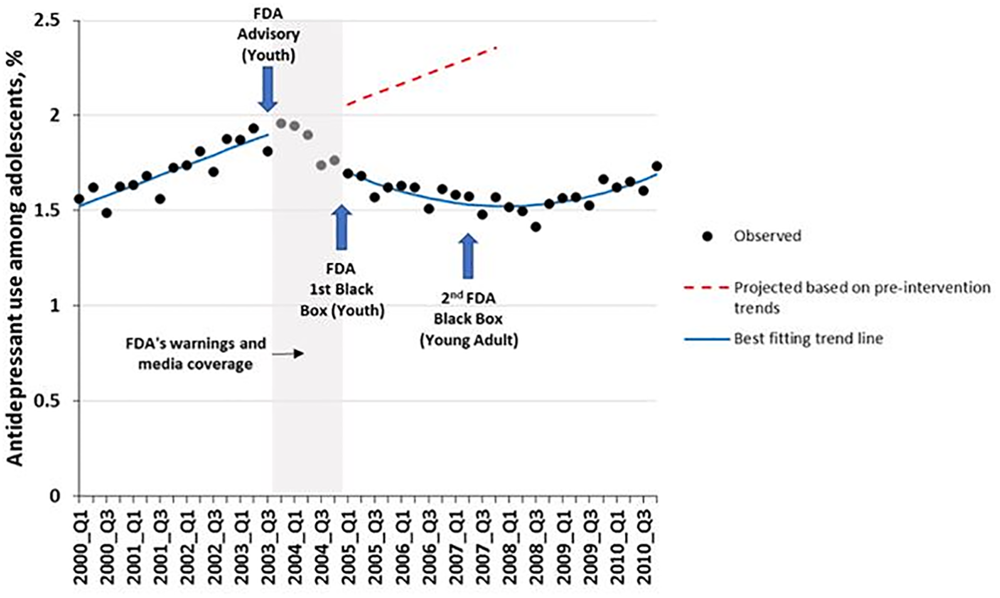 Antidepressant use among adolescents, %
2.5
2
1.5
1
0.5
0
FDA
Advisory
(Youth)
FDA
1st Black
Box (Youth)
2nd FDA
Black Box
(Young Adult)
FDA's warnings and
media coverage
2000_Q1
2000_Q3
2001_Q1
2001_Q3
2002_Q1
2002_Q3
2003_Q1
2003_Q3
2004_Q1
2004_Q3
2005_Q1
2005_Q3
2006_Q1
2006_Q3
2007_Q1
2007_Q3
2008_Q1
2008_Q3
2009_Q1
2009_Q3
2010_Q1
2010_Q3
Observed
Projected based on pre-intervention
trends
Best fitting trend line